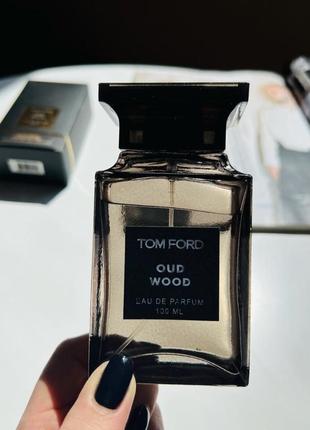 TOM FORD
OUD
WOOD
EAU DE PARFUM
100 ML